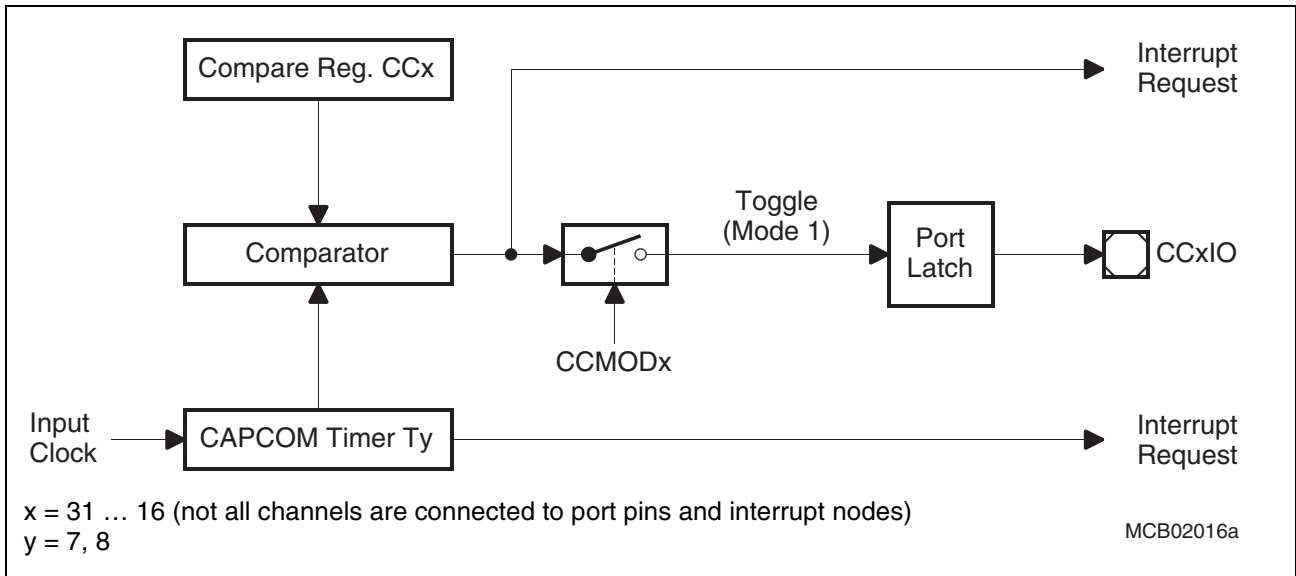 Compare Reg. CCx
Interrupt
Request
Toggle
(Mode 1)
Comparator
Port
Latch
CCxIO
CCMODx
Input
Clock
CAPCOM Timer Ty
Interrupt
Request
x = 31 … 16 (not all channels are connected to port pins and interrupt nodes)
y = 7, 8
MCB02016a